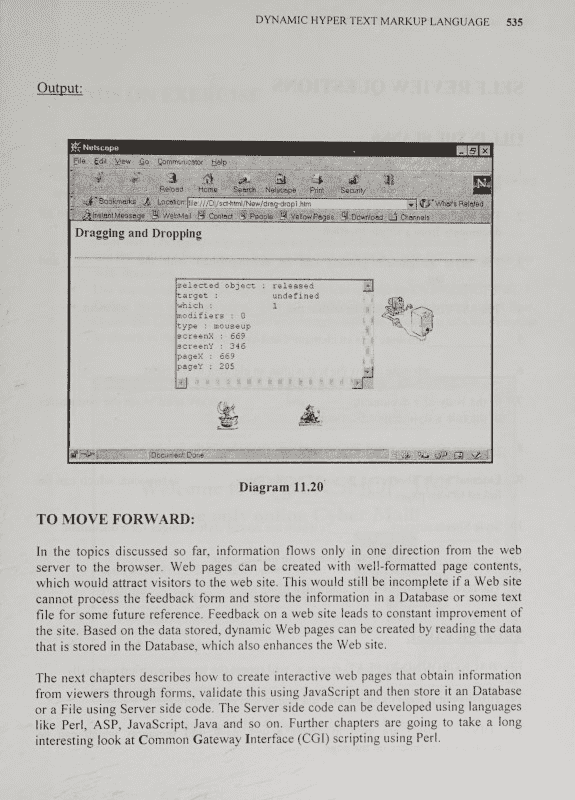 DYNAMIC HYPER TEXT MARKUP LANGUAGE 535
Output:
Netscape
File Edit View Go Communicator Help
Reload Home Search Netscape Print Security
Bookmarks Location: What's Related
Instant Message WebMail Contact People Yellow Pages Download Channels
Dragging and Dropping
selected object : released
target : undefined
which : 1
modifiers : 0
type : mouseup
screenX : 669
screenY : 346
pageX : 669
pageY : 205
Document Done
Diagram 11.20
TO MOVE FORWARD:
In the topics discussed so far, information flows only in one direction from the web
server to the browser. Web pages can be created with well-formatted page contents,
which would attract visitors to the web site. This would still be incomplete if a Web site
cannot process the feedback form and store the information in a Database or some text
file for some future reference. Feedback on a web site leads to constant improvement of
the site. Based on the data stored, dynamic Web pages can be created by reading the data
that is stored in the Database, which also enhances the Web site.
The next chapters describes how to create interactive web pages that obtain information
from viewers through forms, validate this using JavaScript and then store it an Database
or a File using Server side code. The Server side code can be developed using languages
like Perl, ASP, JavaScript, Java and so on. Further chapters are going to take a long
interesting look at Common Gateway Interface (CGI) scripting using Perl.